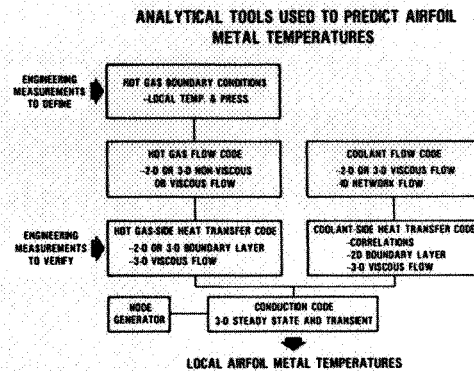 ANALYTICAL TOOLS USED TO PREDICT AIRFOIL
METAL TEMPERATURES
ENGINEERING
MEASUREMENTS
TO DEFINE
HOT GAS BOUNDARY CONDITIONS
-LOCAL TEMP. & PRESS
HOT GAS FLOW CODE
-2-D OR 3-D NON-VISCOUS
OR VISCOUS FLOW
COOLANT FLOW CODE
-2-D OR 3-D VISCOUS FLOW
-1D NETWORK FLOW
ENGINEERING
MEASUREMENTS
TO VERIFY
HOT GAS-SIDE HEAT TRANSFER CODE
-2-D OR 3-D BOUNDARY LAYER
-3-D VISCOUS FLOW
COOLANT-SIDE HEAT TRANSFER CODE
-CORRELATIONS
-2D BOUNDARY LAYER
-3-D VISCOUS FLOW
NODE
GENERATOR
CONDUCTION CODE
3-D STEADY STATE AND TRANSIENT
LOCAL AIRFOIL METAL TEMPERATURES